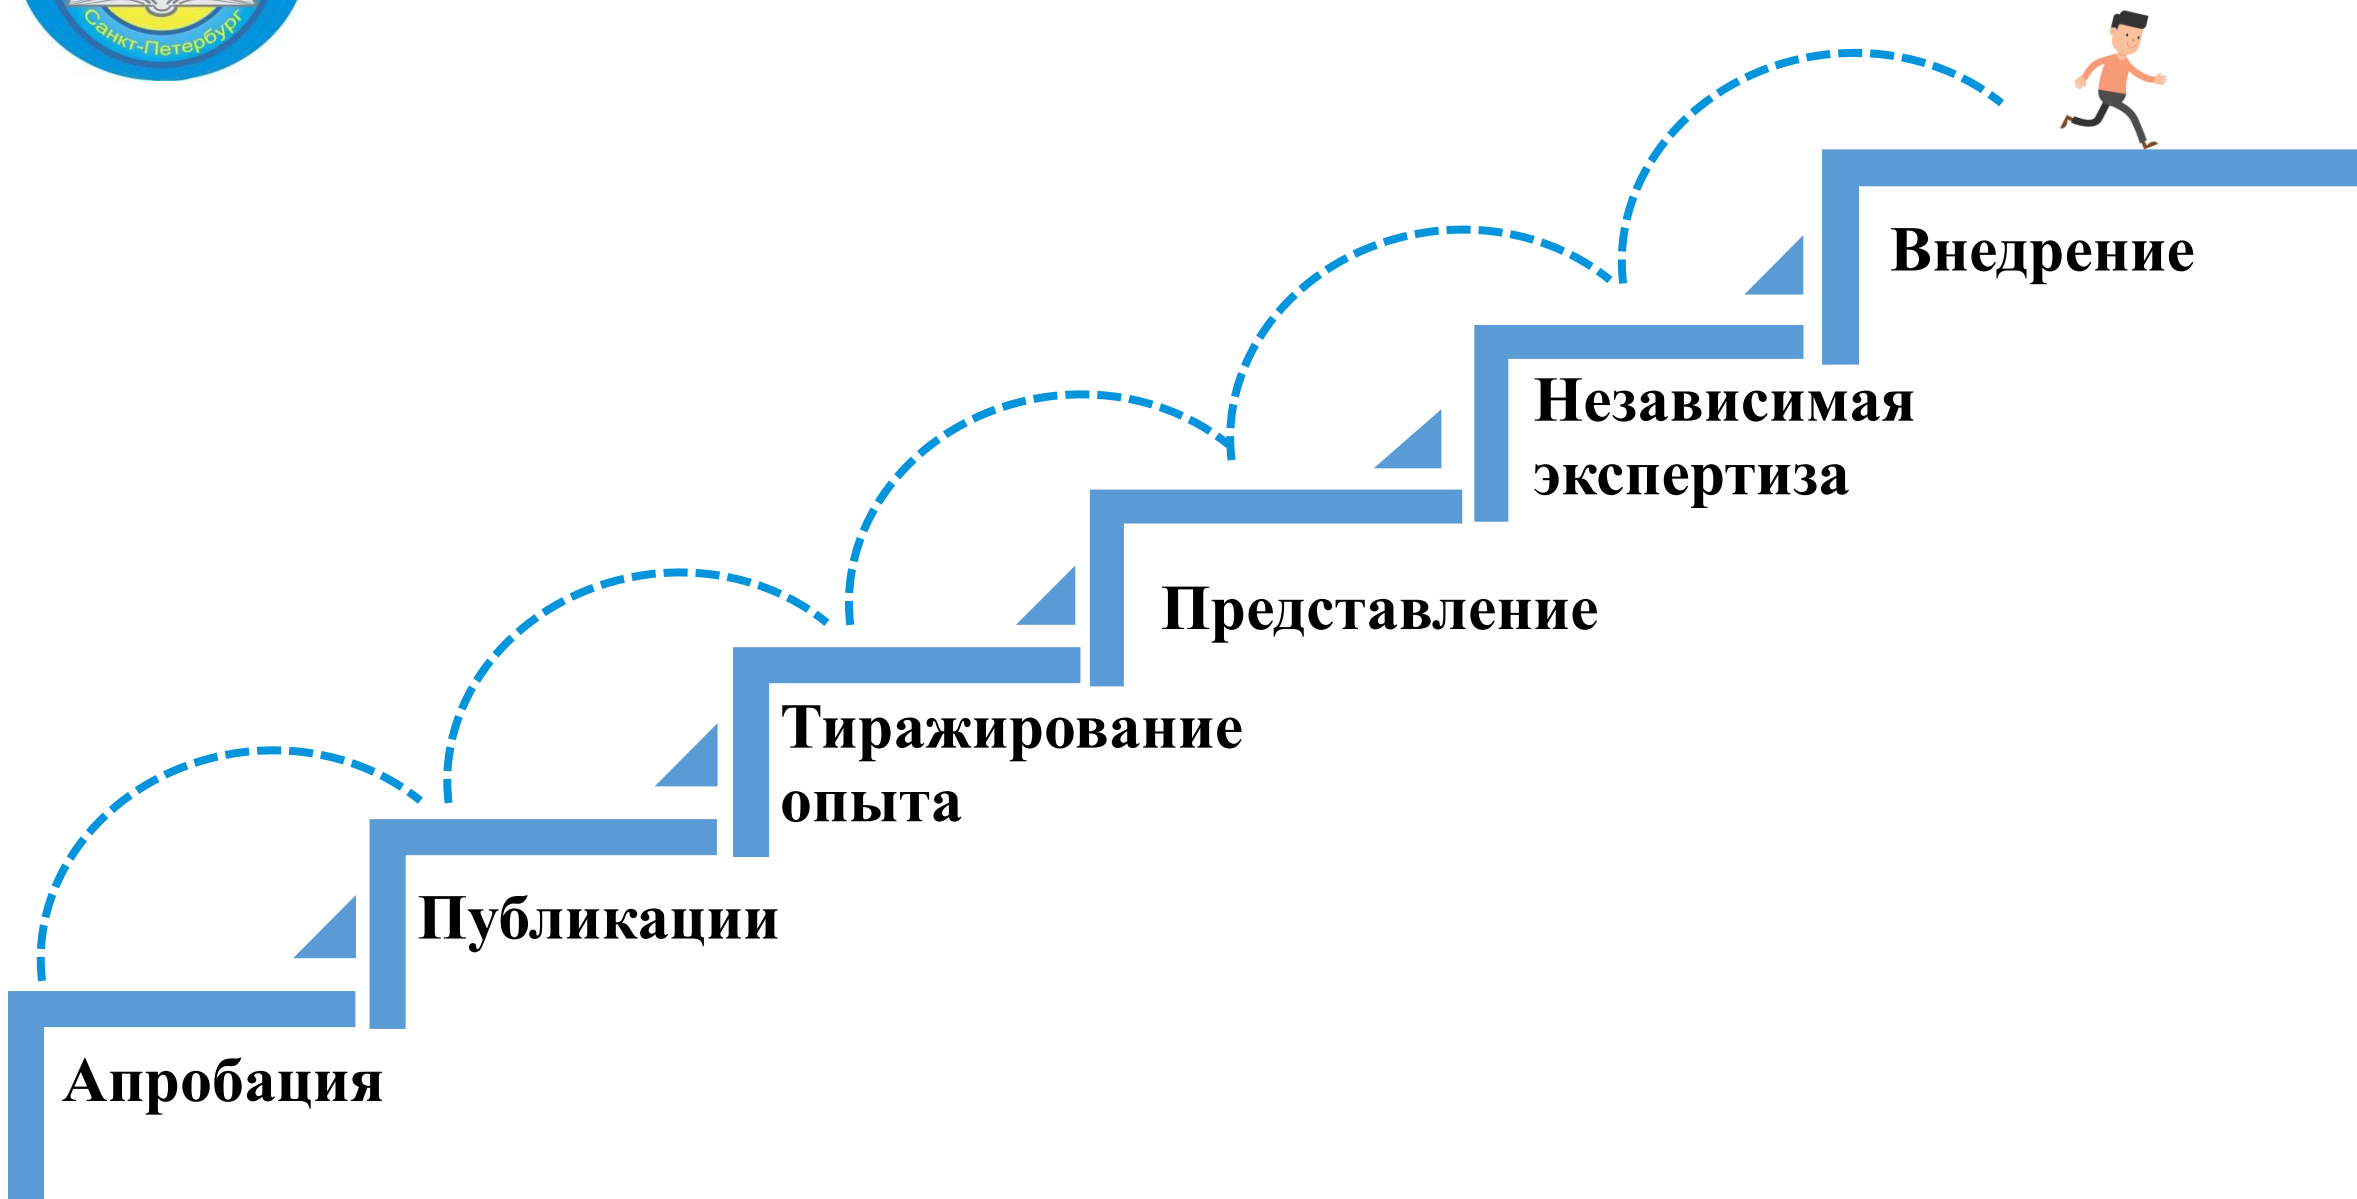 Санкт-Петербург
Внедрение
Независимая
экспертиза
Представление
Тиражирование
опыта
Публикации
Апробация